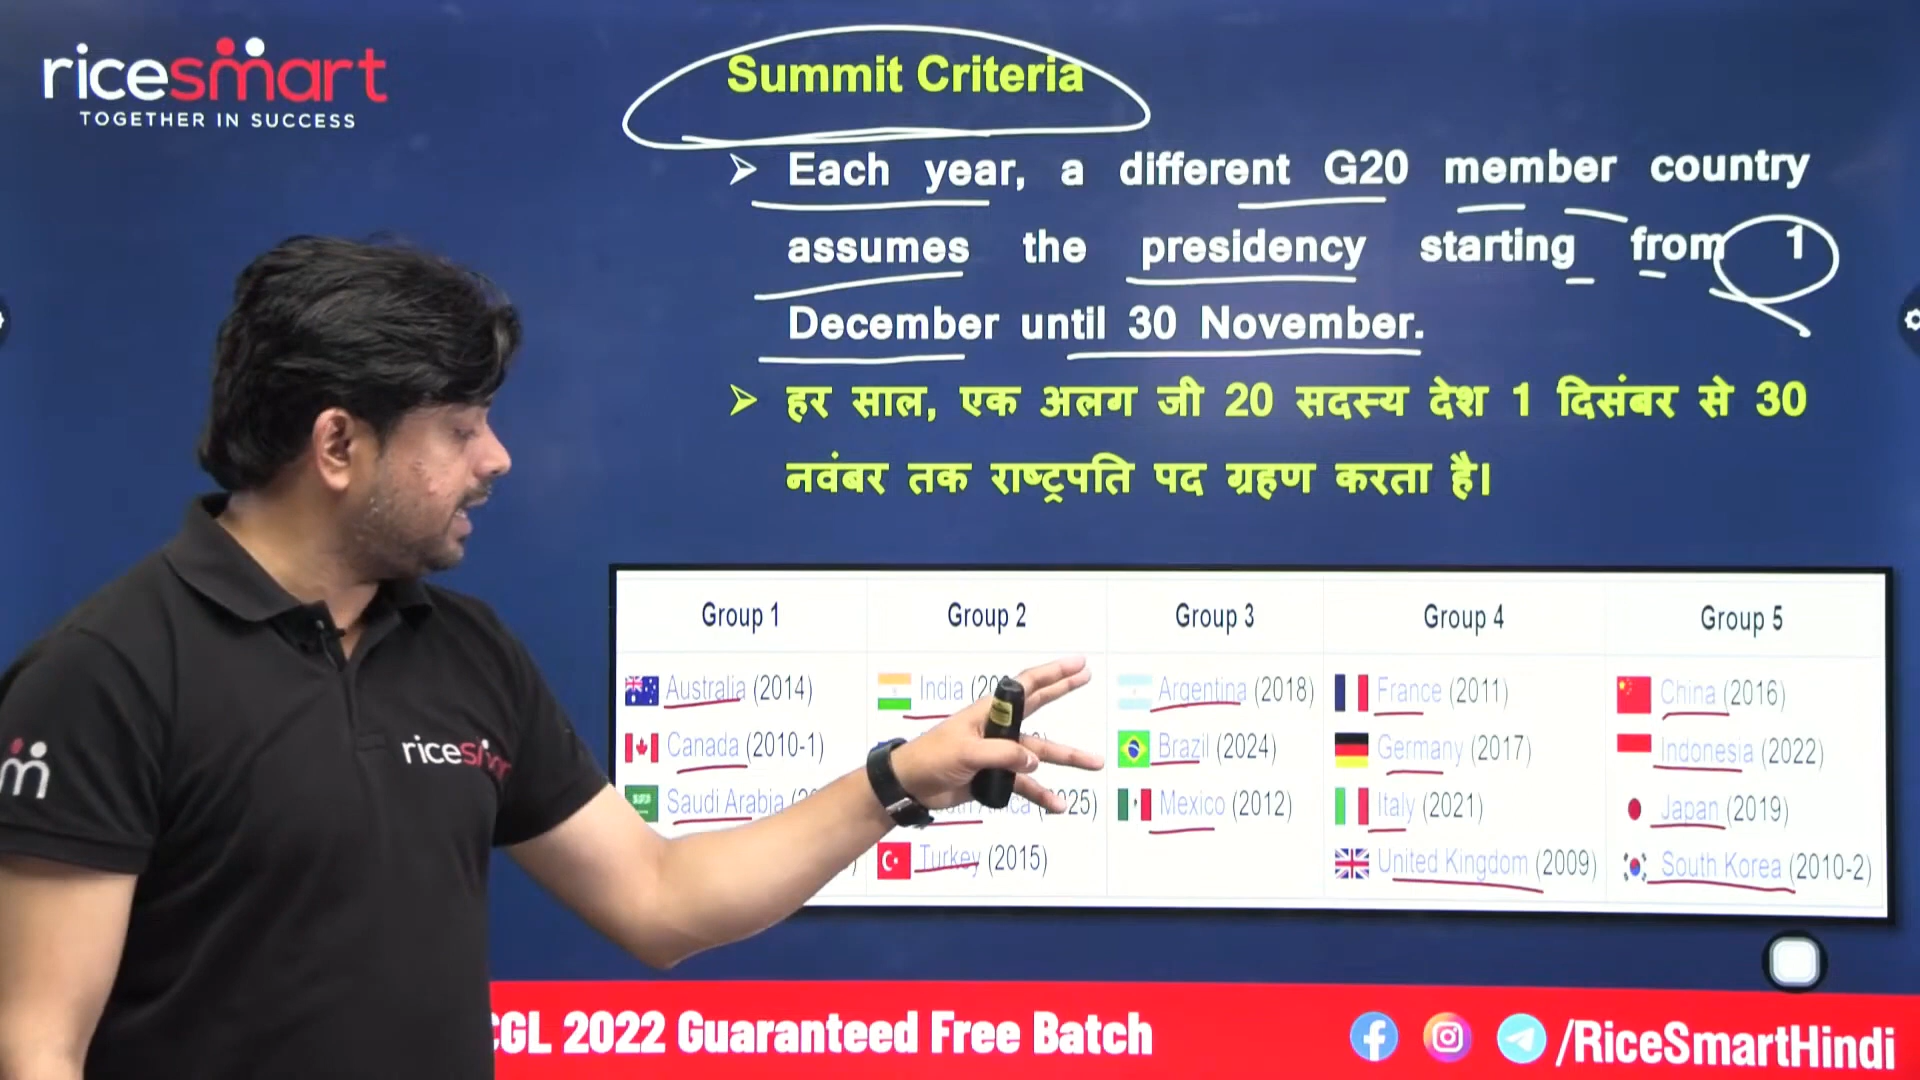 ricesmart
TOGETHER IN SUCCESS
Summit Criteria
➤ Each year, a different G20 member country
assumes the presidency starting from 1
December until 30 November.
➤ हर साल, एक अलग जी 20 सदस्य देश 1 दिसंबर से 30
नवंबर तक राष्ट्रपति पद ग्रहण करता है।
Group 1 Group 2 Group 3 Group 4 Group 5
Australia (2014) India Argentina (2018) France (2011) China (2016)
Canada (2010-1) Brazil (2024) Germany (2017) Indonesia (2022)
Saudi Arabia Mexico (2012) Italy (2021) Japan (2019)
Turkey (2015) United Kingdom (2009) South Korea (2010-2)
rices
CGL 2022 Guaranteed Free Batch
/RiceSmartHindi